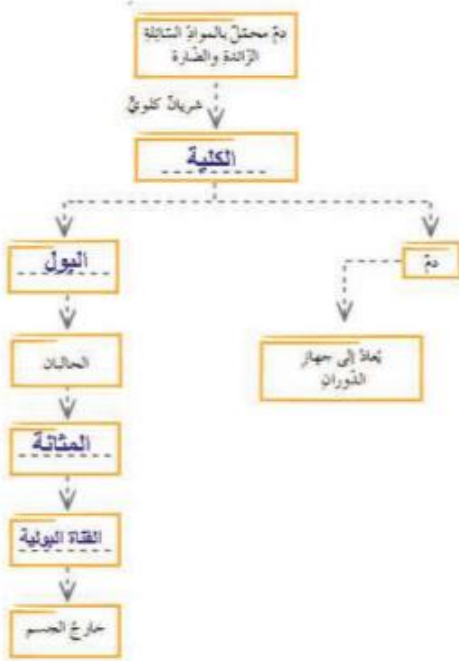 دمٌ محمّلٌ بالموادِ السّائلةِ
الزّائدةِ والضّارة
شريانٌ كلويٌّ
الكلية
البول
دمٌ
الحالبان
يُعادُ إلى جهازِ
الدّورانِ
المثانة
القناة البولية
خارجُ الجسم